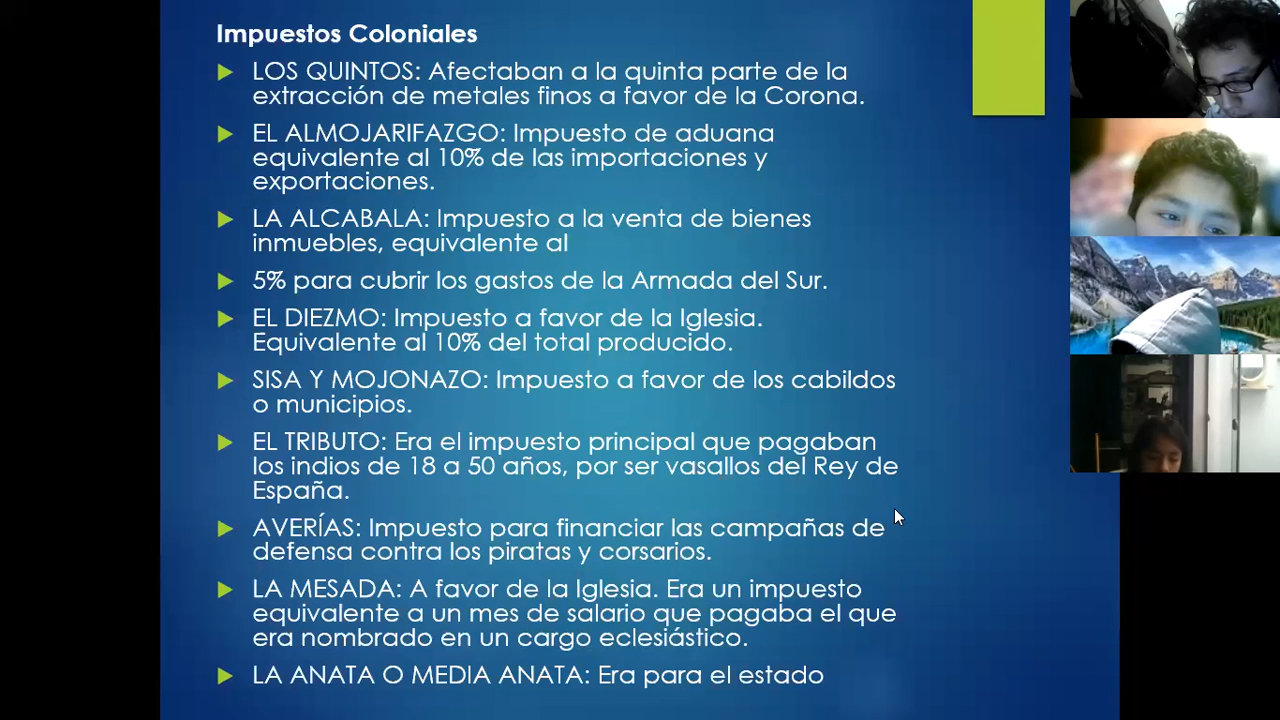 Impuestos Coloniales
LOS QUINTOS: Afectaban a la quinta parte de la
extracción de metales finos a favor de la Corona.
EL ALMOJARIFAZGO: Impuesto de aduana
equivalente al 10% de las importaciones y
exportaciones.
LA ALCABALA: Impuesto a la venta de bienes
inmuebles, equivalente al
5% para cubrir los gastos de la Armada del Sur.
EL DIEZMO: Impuesto a favor de la Iglesia.
Equivalente al 10% del total producido.
SISA Y MOJONAZO: Impuesto a favor de los cabildos
o municipios.
EL TRIBUTO: Era el impuesto principal que pagaban
los indios de 18 a 50 años, por ser vasallos del Rey de
España.
AVERÍAS: Impuesto para financiar las campañas de
defensa contra los piratas y corsarios.
LA MESADA: A favor de la Iglesia. Era un impuesto
equivalente a un mes de salario que pagaba el que
era nombrado en un cargo eclesiástico.
LA ANATA O MEDIA ANATA: Era para el estado